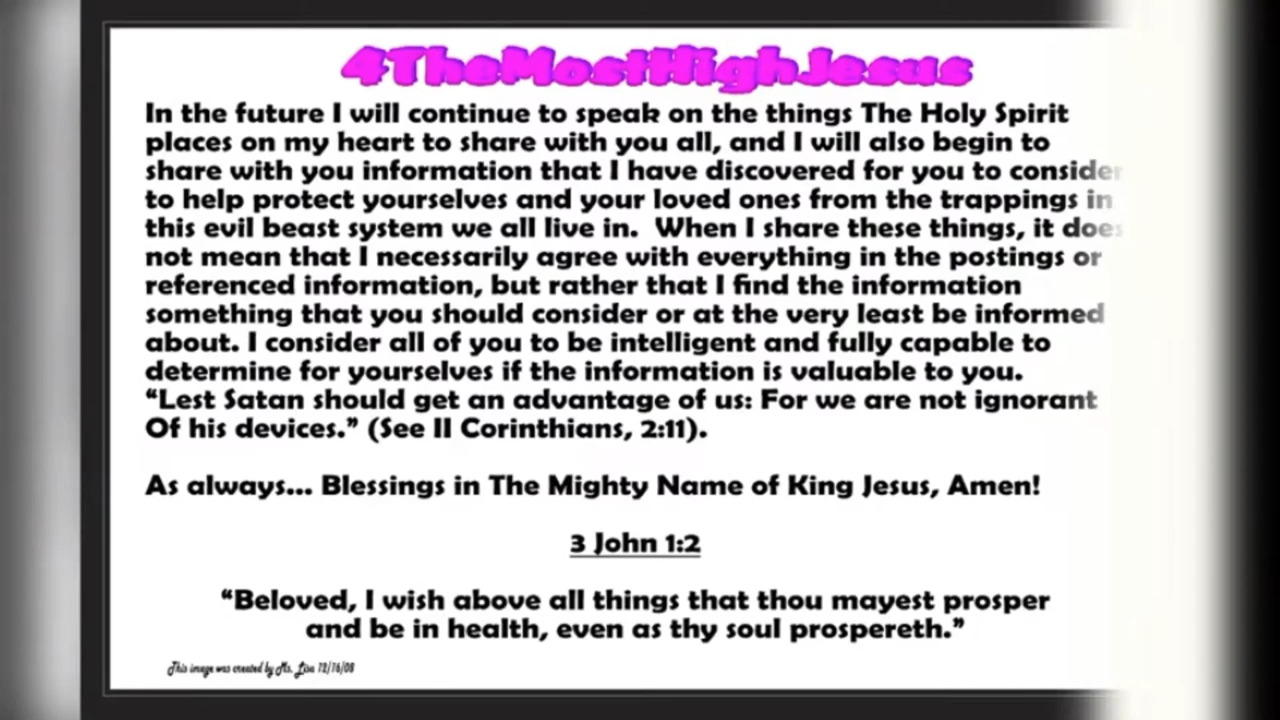 4TheMostHighJesus
In the future I will continue to speak on the things The Holy Spirit
places on my heart to share with you all, and I will also begin to
share with you information that I have discovered for you to consider
to help protect yourselves and your loved ones from the trappings in
this evil beast system we all live in. When I share these things, it does
not mean that I necessarily agree with everything in the postings or
referenced information, but rather that I find the information
something that you should consider or at the very least be informed
about. I consider all of you to be intelligent and fully capable to
determine for yourselves if the information is valuable to you.
“Lest Satan should get an advantage of us: For we are not ignorant
Of his devices.” (See II Corinthians, 2:11).
As always... Blessings in The Mighty Name of King Jesus, Amen!
3 John 1:2
“Beloved, I wish above all things that thou mayest prosper
and be in health, even as thy soul prospereth.”
This image was created by Ms. Lisa 12/16/08